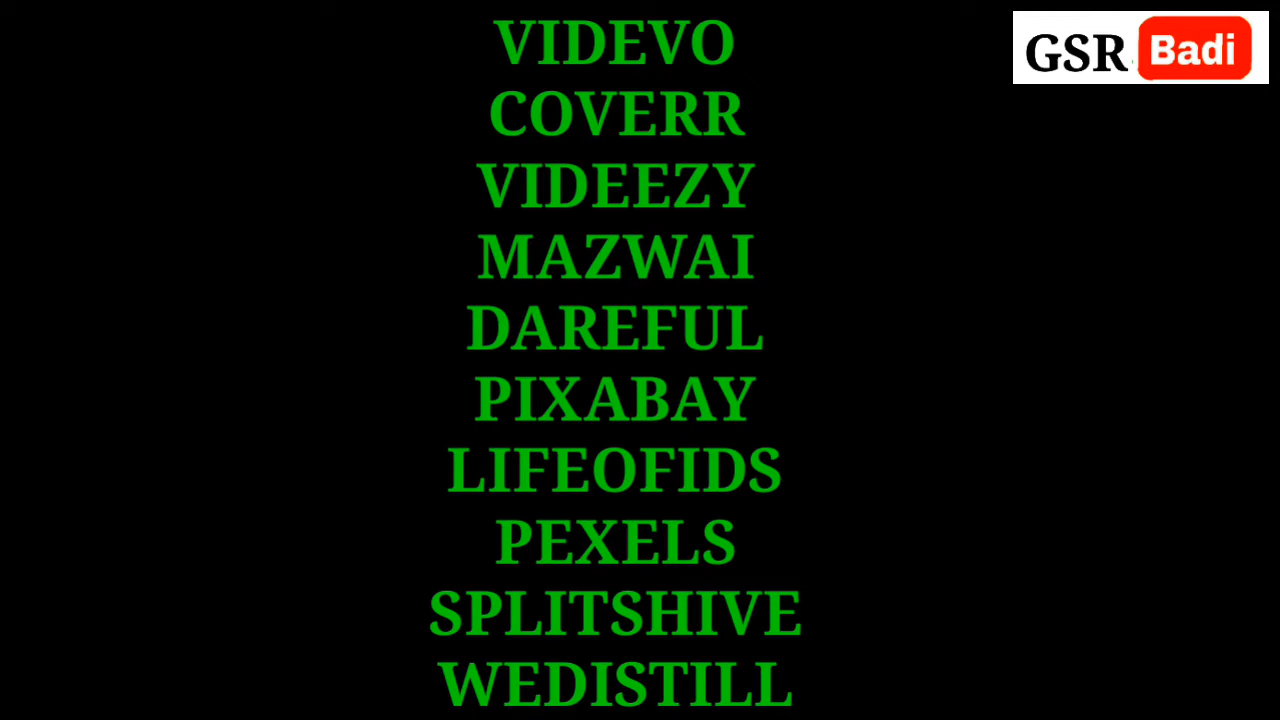 VIDEVO
COVERR
VIDEEZY
MAZWAI
DAREFUL
PIXABAY
LIFEOFIDS
PEXELS
SPLITSHIVE
WEDISTILL
GSR Badi